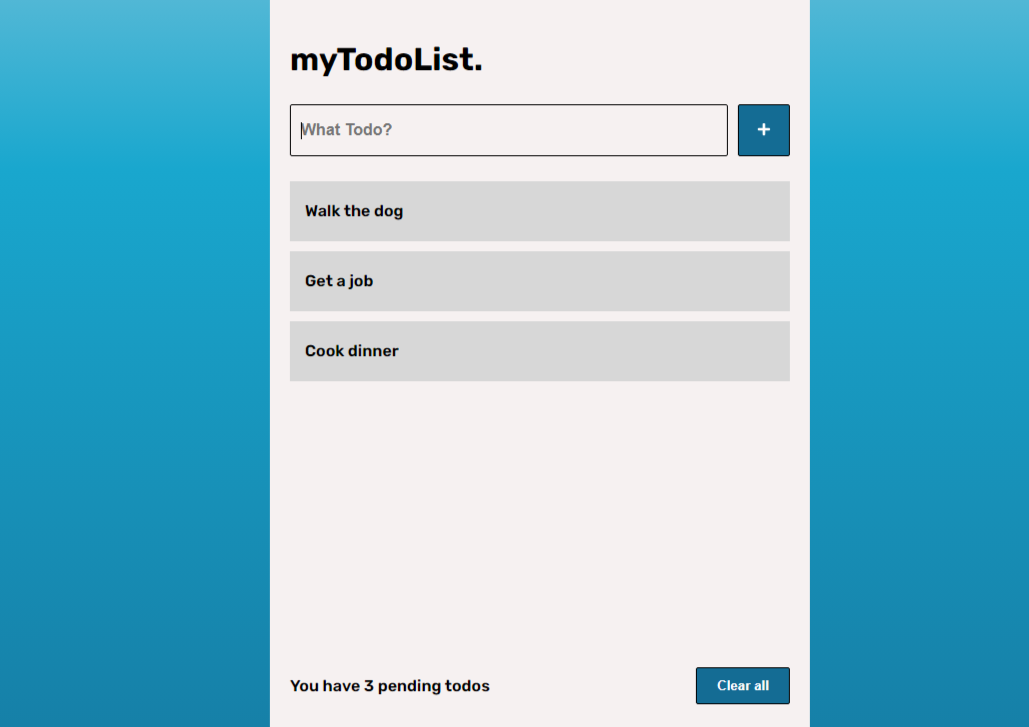 myTodoList.
What Todo?
+
Walk the dog
Get a job
Cook dinner
You have 3 pending todos
Clear all